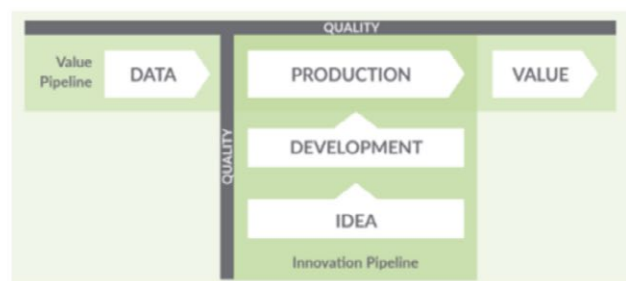 QUALITY
Value
Pipeline
DATA
PRODUCTION
VALUE
QUALITY
DEVELOPMENT
IDEA
Innovation Pipeline